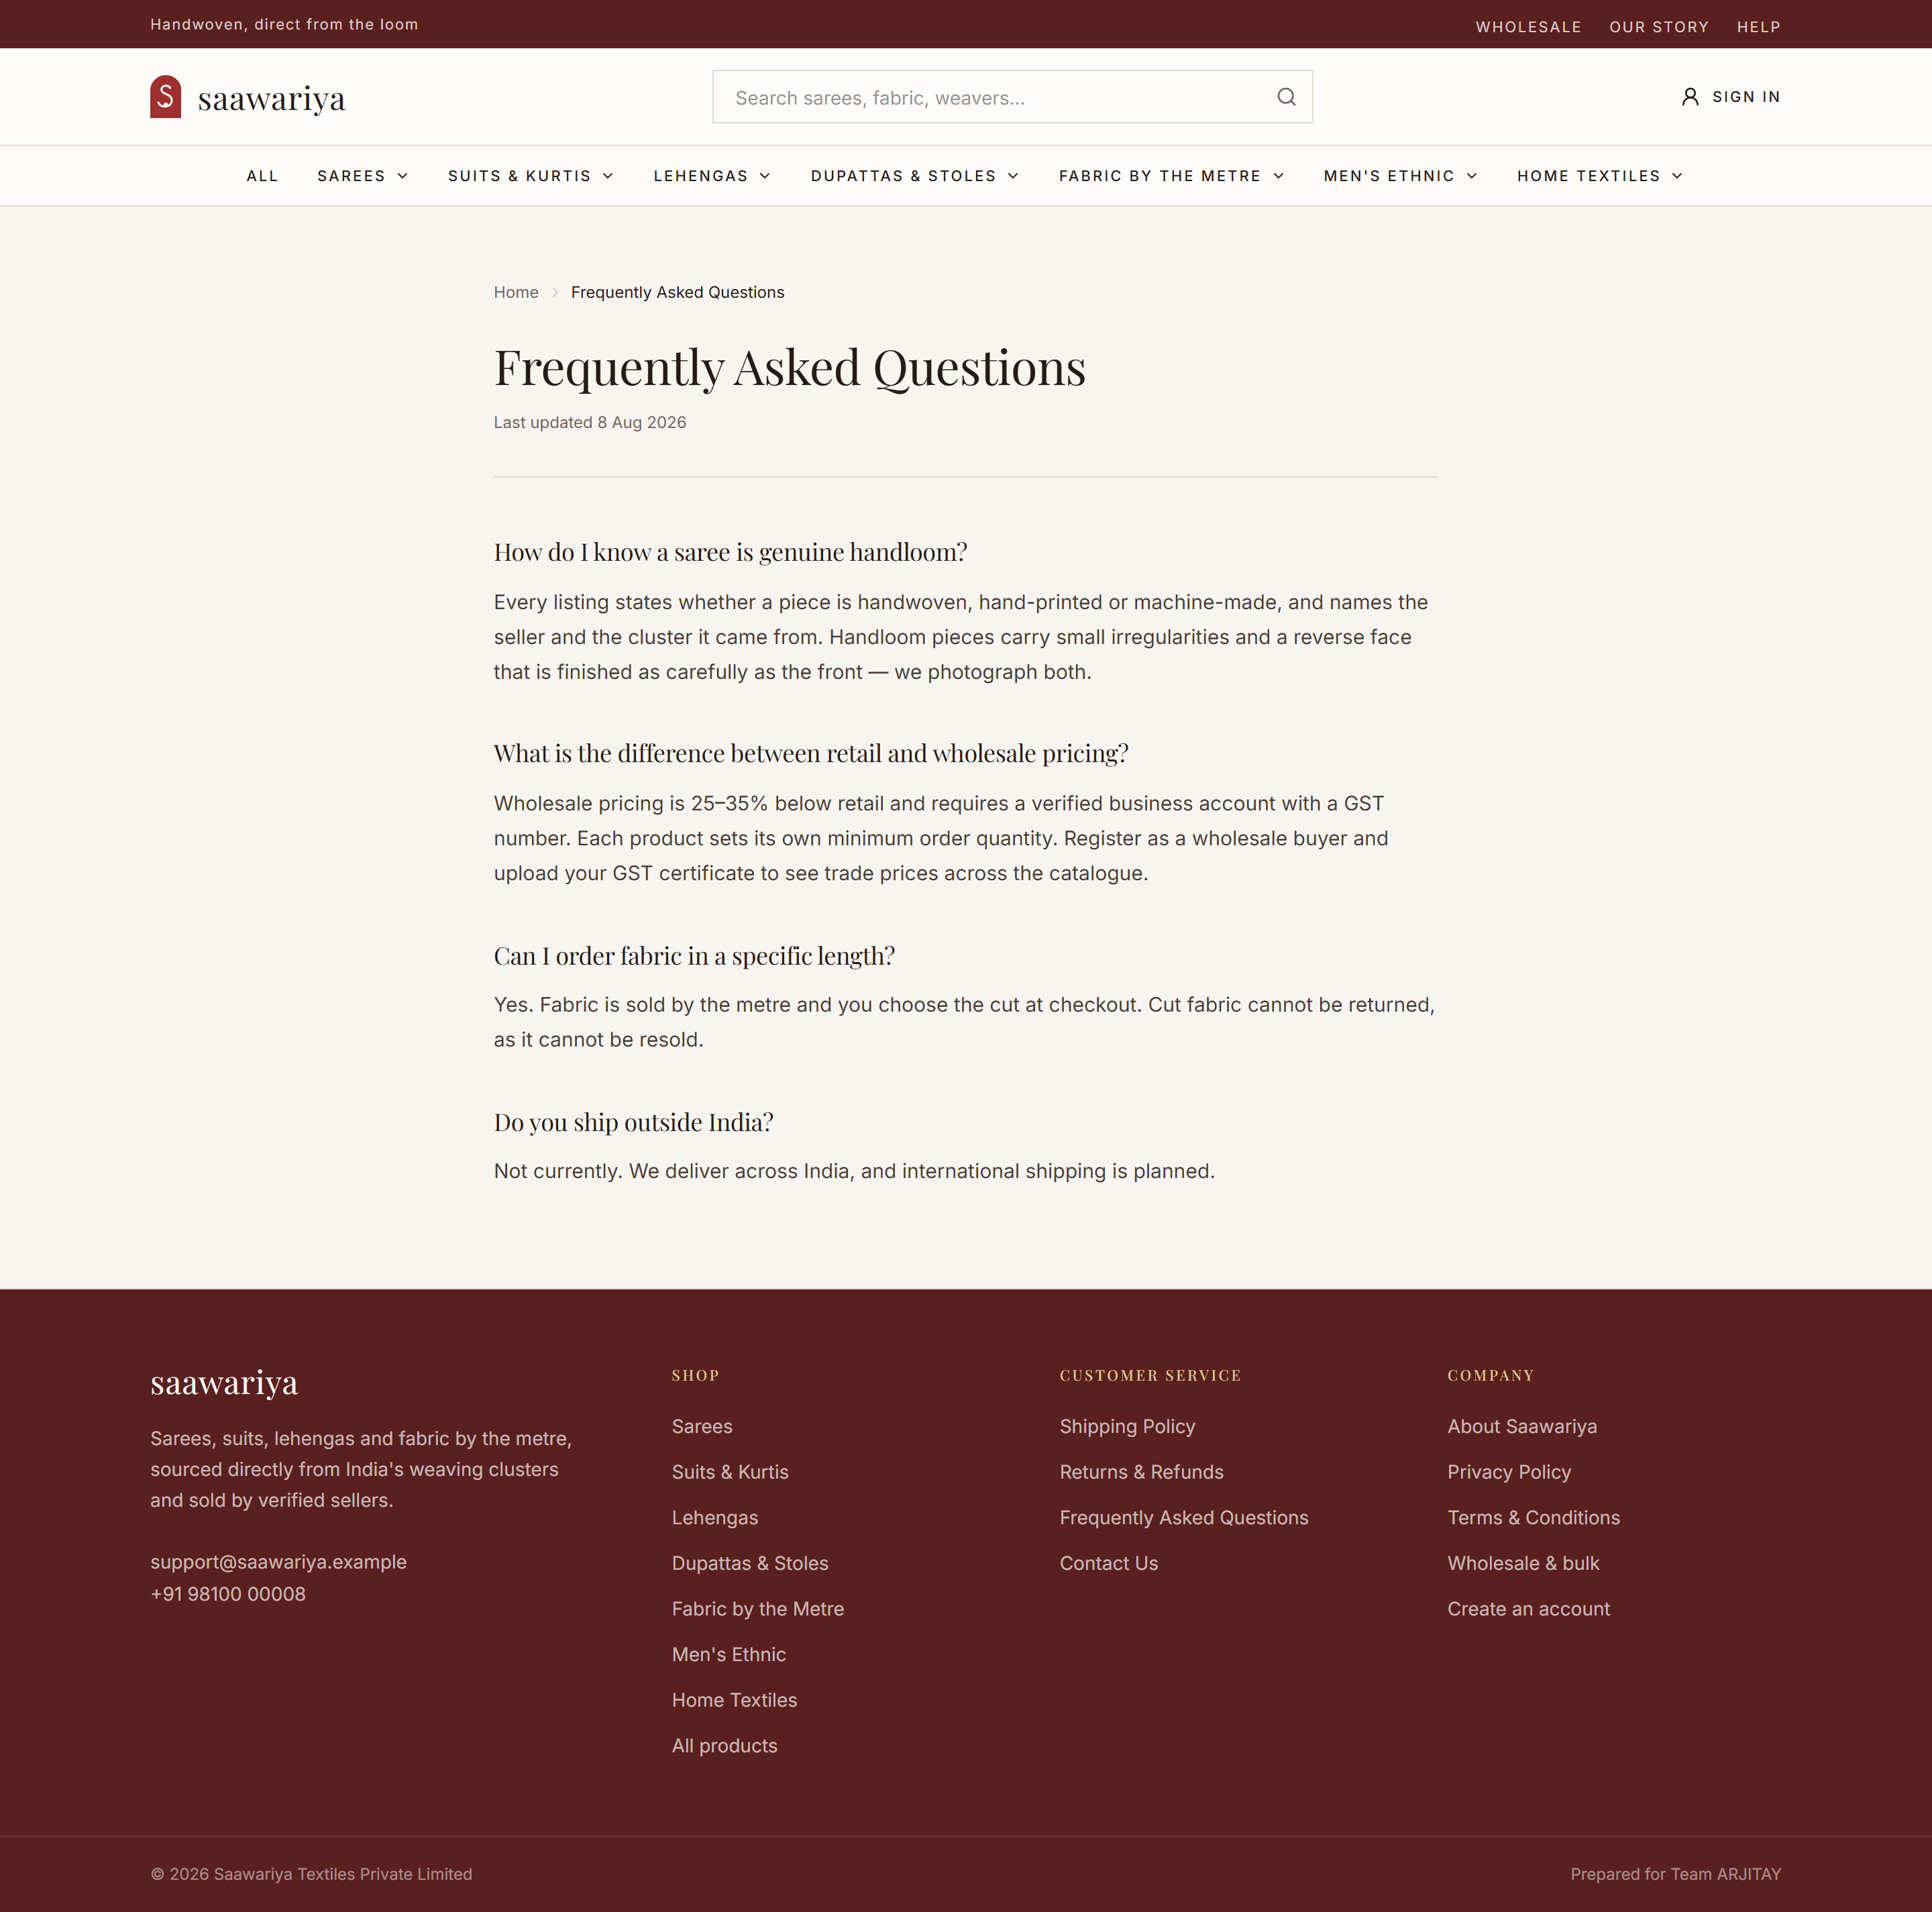 Handwoven, direct from the loom
WHOLESALE OUR STORY HELP
S saawariya
Search sarees, fabric, weavers...
SIGN IN
ALL SAREES SUITS & KURTIS LEHENGAS DUPATTAS & STOLES FABRIC BY THE METRE MEN'S ETHNIC HOME TEXTILES
Home > Frequently Asked Questions
Frequently Asked Questions
Last updated 8 Aug 2026
How do I know a saree is genuine handloom?
Every listing states whether a piece is handwoven, hand-printed or machine-made, and names the
seller and the cluster it came from. Handloom pieces carry small irregularities and a reverse face
that is finished as carefully as the front — we photograph both.
What is the difference between retail and wholesale pricing?
Wholesale pricing is 25–35% below retail and requires a verified business account with a GST
number. Each product sets its own minimum order quantity. Register as a wholesale buyer and
upload your GST certificate to see trade prices across the catalogue.
Can I order fabric in a specific length?
Yes. Fabric is sold by the metre and you choose the cut at checkout. Cut fabric cannot be returned,
as it cannot be resold.
Do you ship outside India?
Not currently. We deliver across India, and international shipping is planned.
saawariya
Sarees, suits, lehengas and fabric by the metre,
sourced directly from India's weaving clusters
and sold by verified sellers.
support@saawariya.example
+91 98100 00008
SHOP
Sarees
Suits & Kurtis
Lehengas
Dupattas & Stoles
Fabric by the Metre
Men's Ethnic
Home Textiles
All products
CUSTOMER SERVICE
Shipping Policy
Returns & Refunds
Frequently Asked Questions
Contact Us
COMPANY
About Saawariya
Privacy Policy
Terms & Conditions
Wholesale & bulk
Create an account
© 2026 Saawariya Textiles Private Limited
Prepared for Team ARJITAY